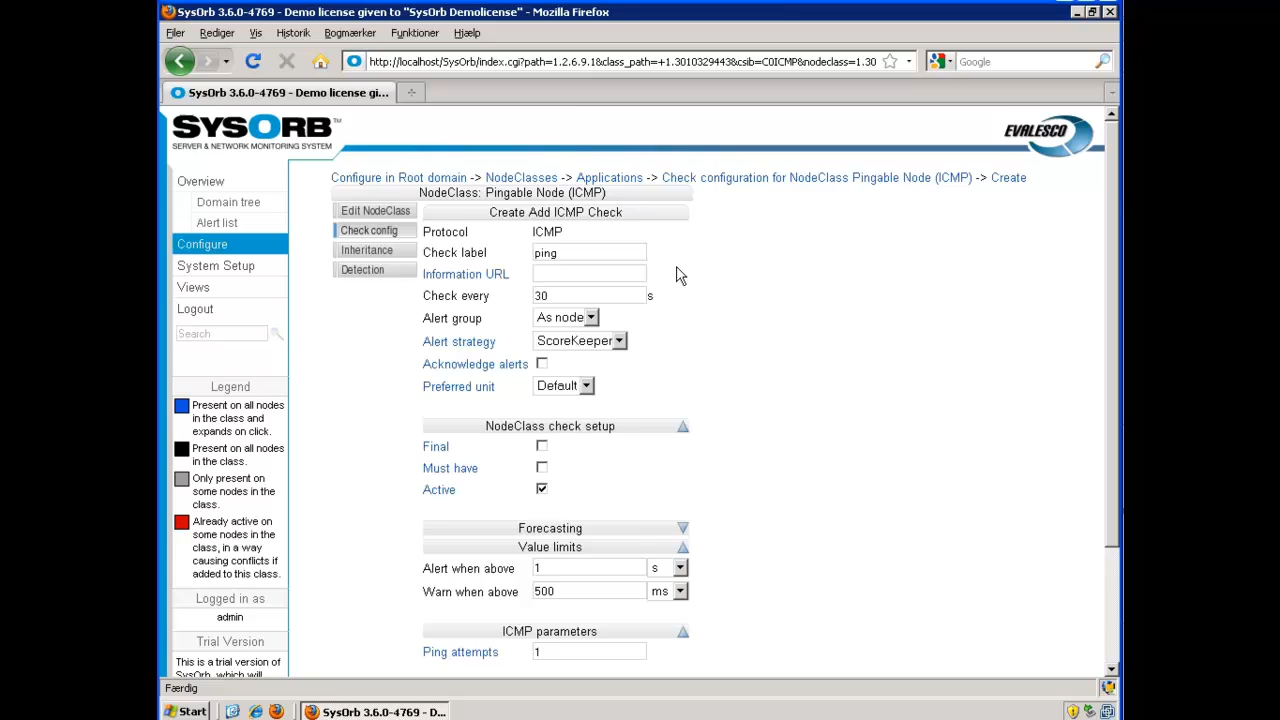 SysOrb 3.6.0-4769 - Demo license given to "SysOrb Demolicense" - Mozilla Firefox
Filer Rediger Vis Historik Bogmærker Funktioner Hjælp
http://localhost/SysOrb/index.cgi?path=1.2.6.9.1&class_path=+1.3010329443&csib=C0ICMP&nodeclass=1.30
Google
SysOrb 3.6.0-4769 - Demo license gi...
SYSORB™
SERVER & NETWORK MONITORING SYSTEM
EVALESCO
Overview
Domain tree
Alert list
Configure
System Setup
Views
Logout
Search
Legend
Present on all nodes
in the class and
expands on click.
Present on all nodes
in the class.
Only present on
some nodes in the
class.
Already active on
some nodes in the
class, in a way
causing conflicts if
added to this class.
Logged in as
admin
Trial Version
This is a trial version of
SysOrb, which will
Configure in Root domain -> NodeClasses -> Applications -> Check configuration for NodeClass Pingable Node (ICMP) -> Create
NodeClass: Pingable Node (ICMP)
Edit NodeClass
Check config
Inheritance
Detection
Create Add ICMP Check
Protocol ICMP
Check label ping
Information URL
Check every 30 s
Alert group As node
Alert strategy ScoreKeeper
Acknowledge alerts
Preferred unit Default
NodeClass check setup
Final
Must have
Active
Forecasting
Value limits
Alert when above 1 s
Warn when above 500 ms
ICMP parameters
Ping attempts 1
Færdig
Start
SysOrb 3.6.0-4769 - D...